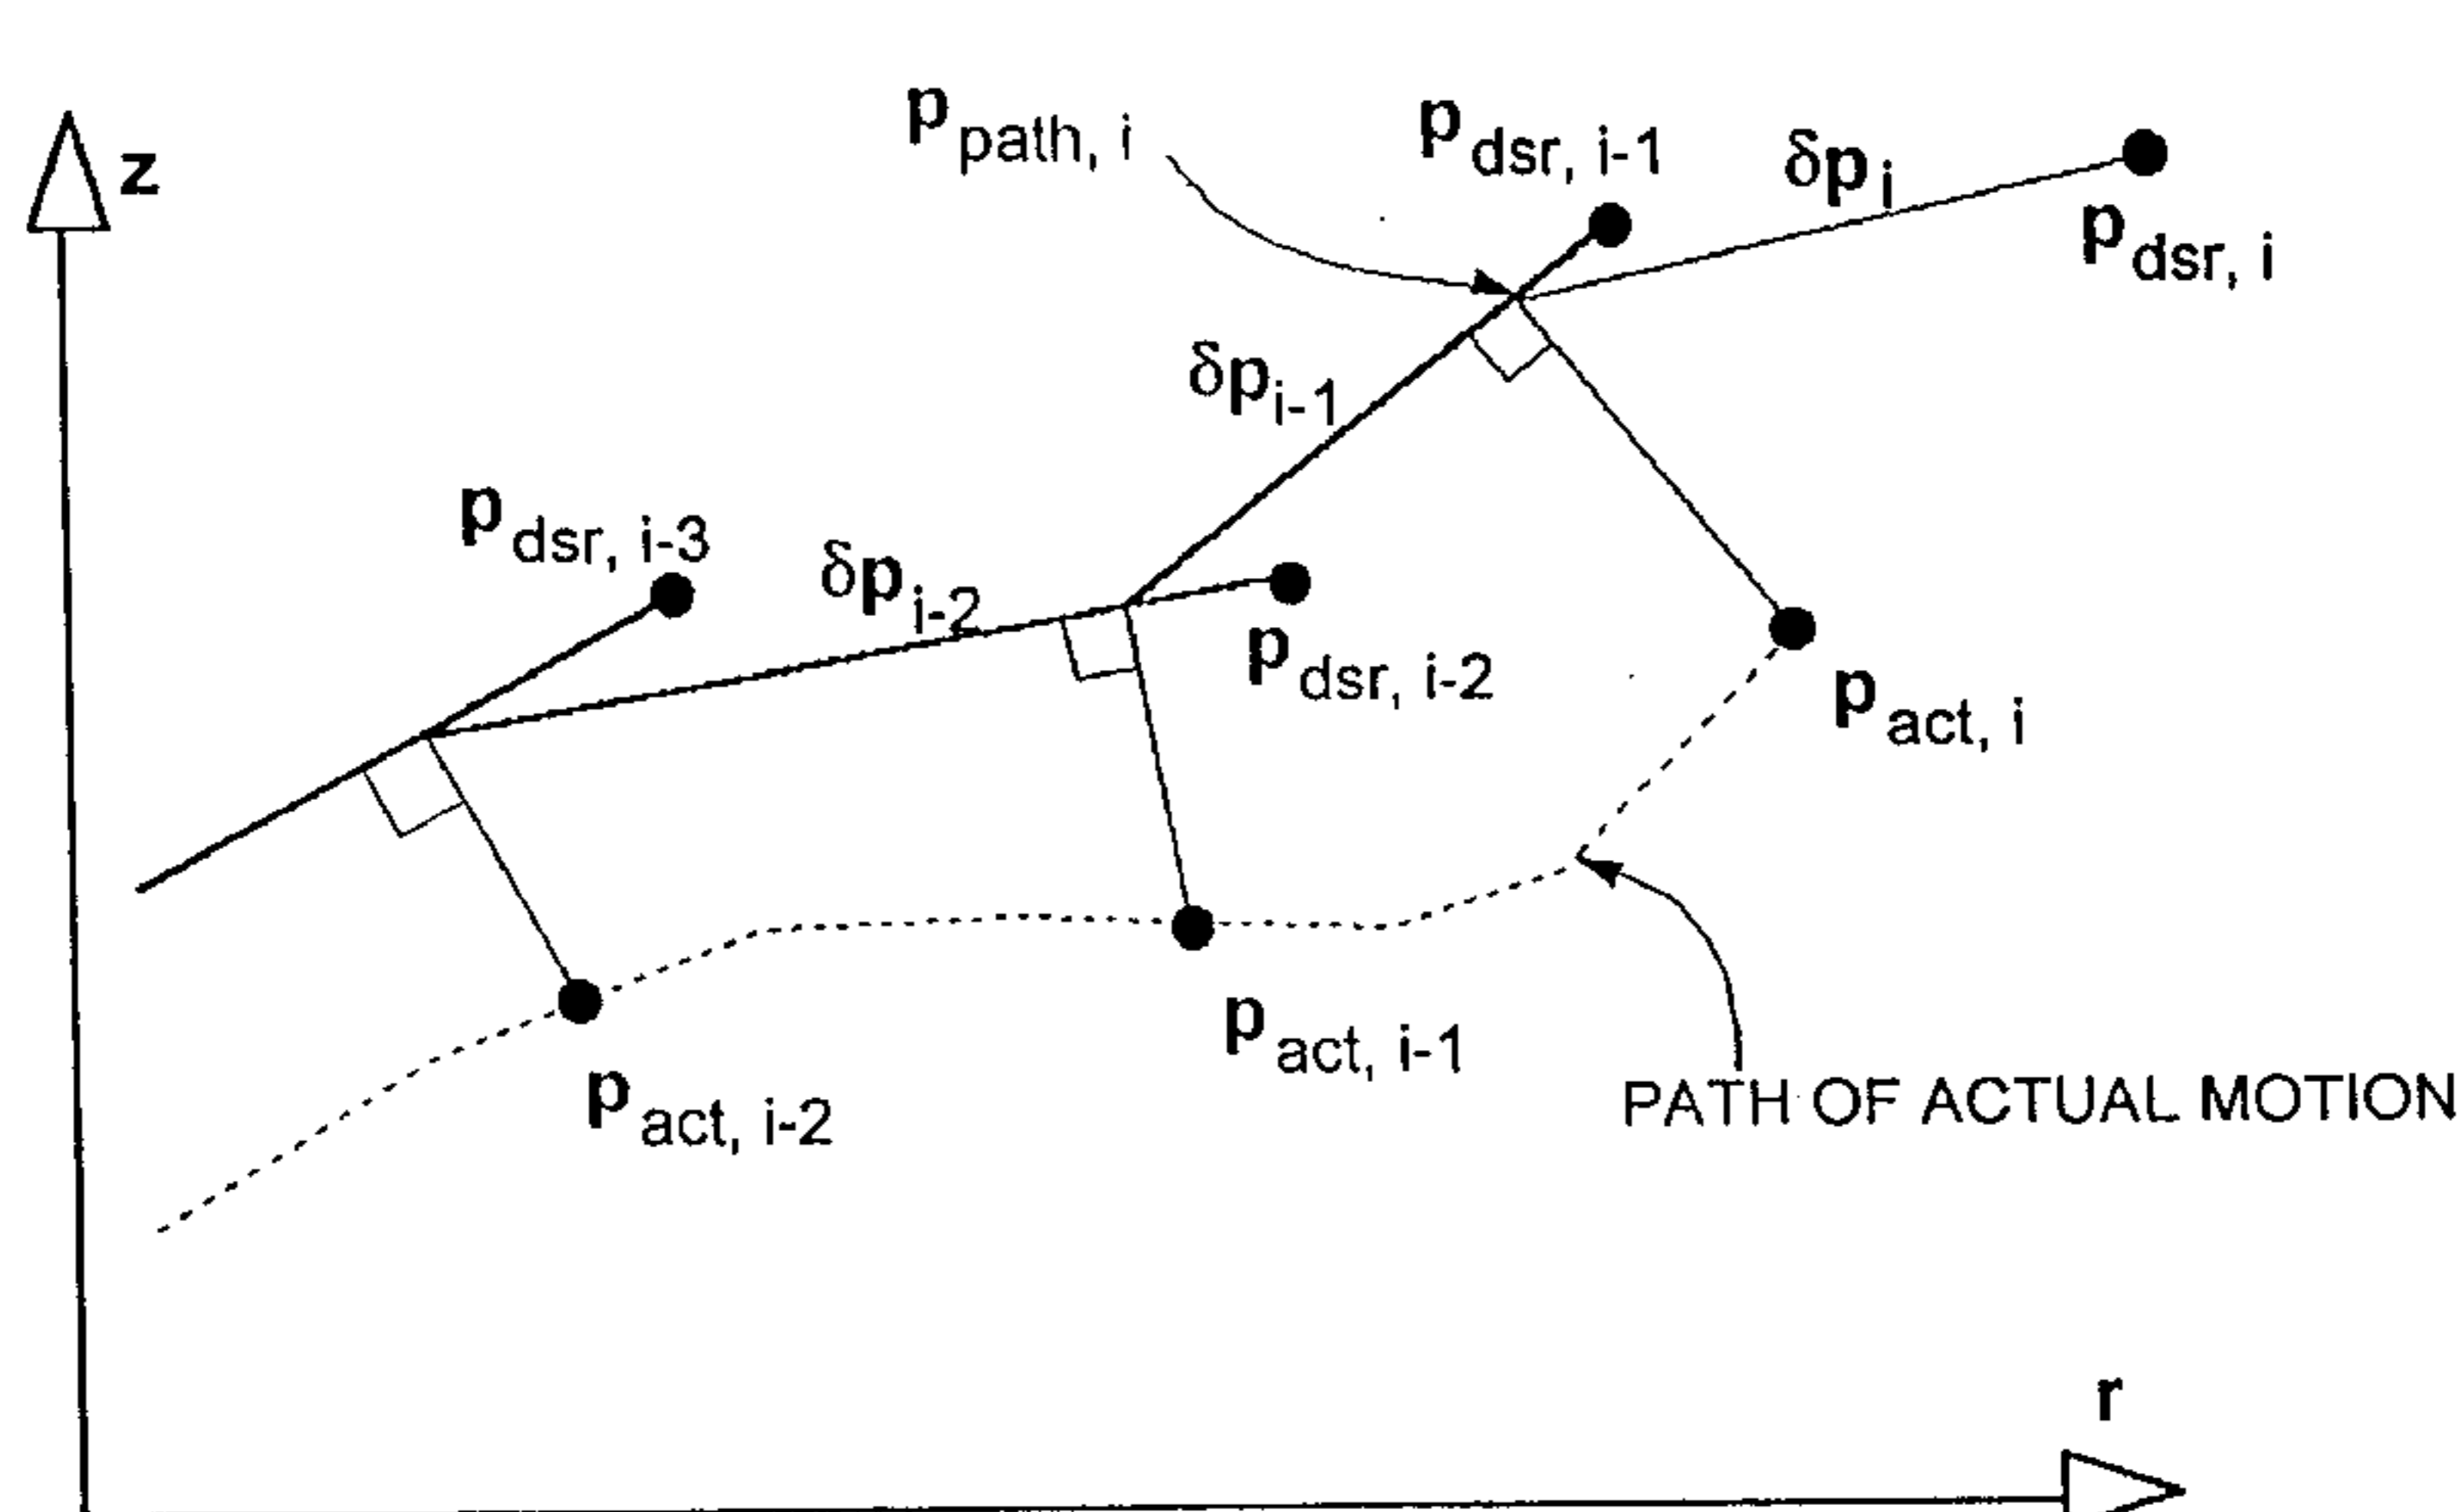 z
p path, i
p dsr, i-1
δp i
p dsr, i
δp i-1
p dsr, i-3
δp i-2
p dsr, i-2
p act, i
p act, i-1
p act, i-2
PATH OF ACTUAL MOTION
r